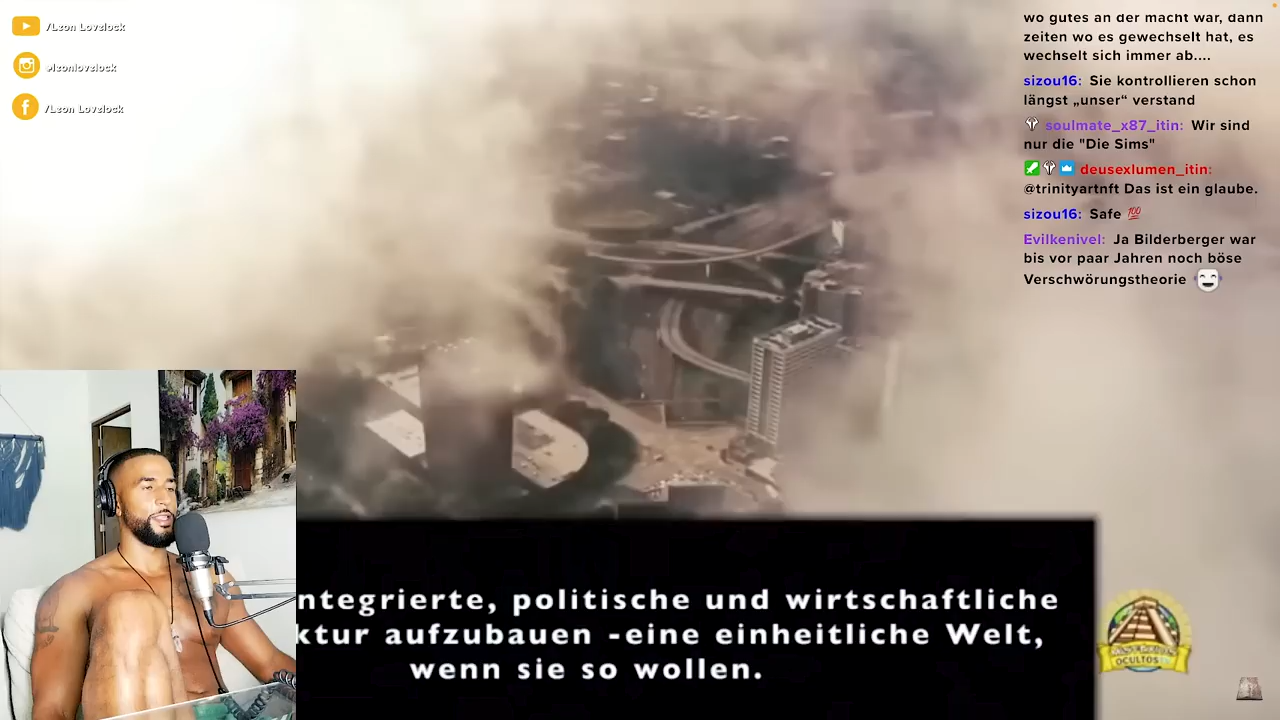 /Leon Lovelock
/Leon Lovelock
wo gutes an der macht war, dann
zeiten wo es gewechselt hat, es
wechselt sich immer ab....
sizou16: Sie kontrollieren schon
längst „unser“ verstand
soulmate_x87_itin: Wir sind
nur die "Die Sims"
deusexlumen_itin:
@trinityartnft Das ist ein glaube.
sizou16: Safe 💯
Evilkenivel: Ja Bilderberger war
bis vor paar Jahren noch böse
Verschwörungstheorie
ntegrierte, politische und wirtschaftliche
ktur aufzubauen -eine einheitliche Welt,
wenn sie so wollen.
OCULTOS